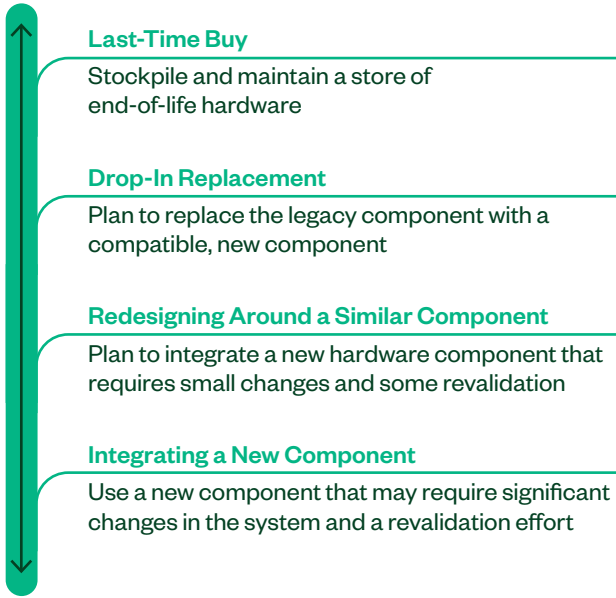 Last-Time Buy
Stockpile and maintain a store of
end-of-life hardware
Drop-In Replacement
Plan to replace the legacy component with a
compatible, new component
Redesigning Around a Similar Component
Plan to integrate a new hardware component that
requires small changes and some revalidation
Integrating a New Component
Use a new component that may require significant
changes in the system and a revalidation effort